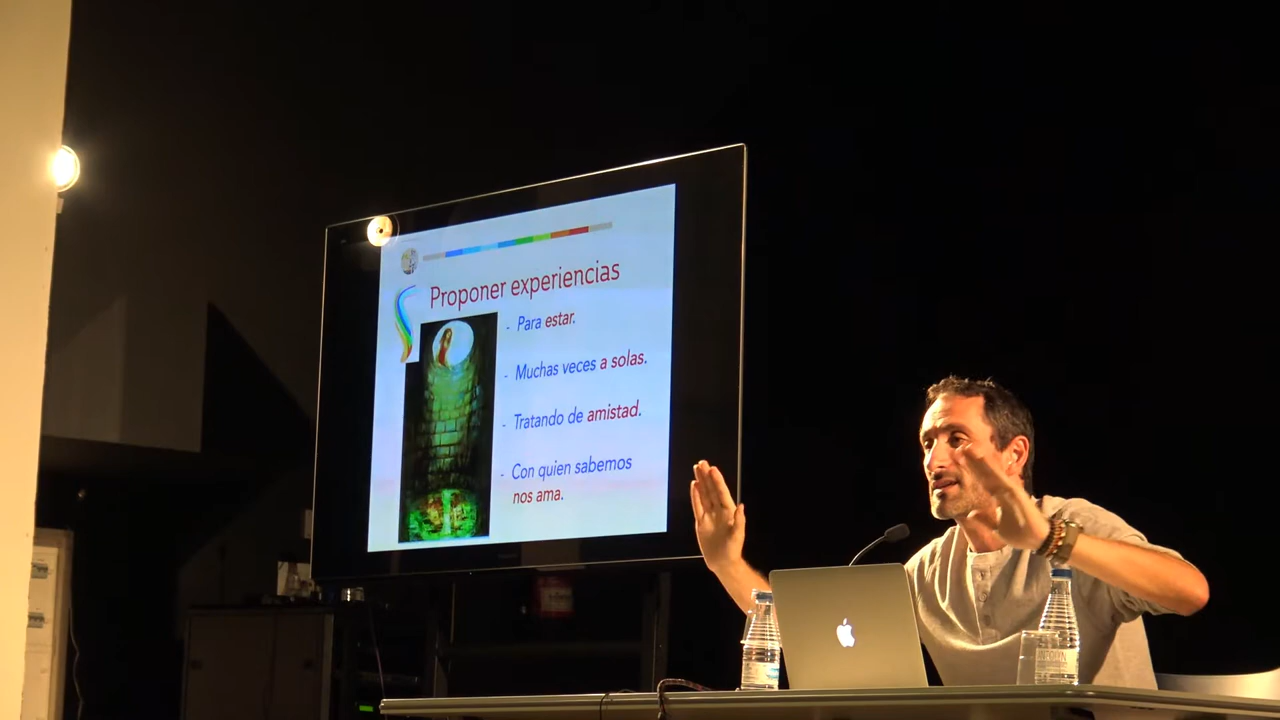 Proponer experiencias
- Para estar.
- Muchas veces a solas.
- Tratando de amistad.
- Con quien sabemos
nos ama.